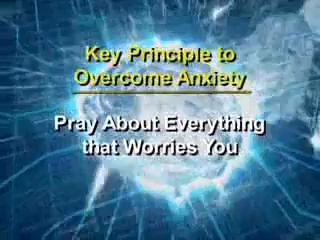 Key Principle to
Overcome Anxiety
Pray About Everything
that Worries You